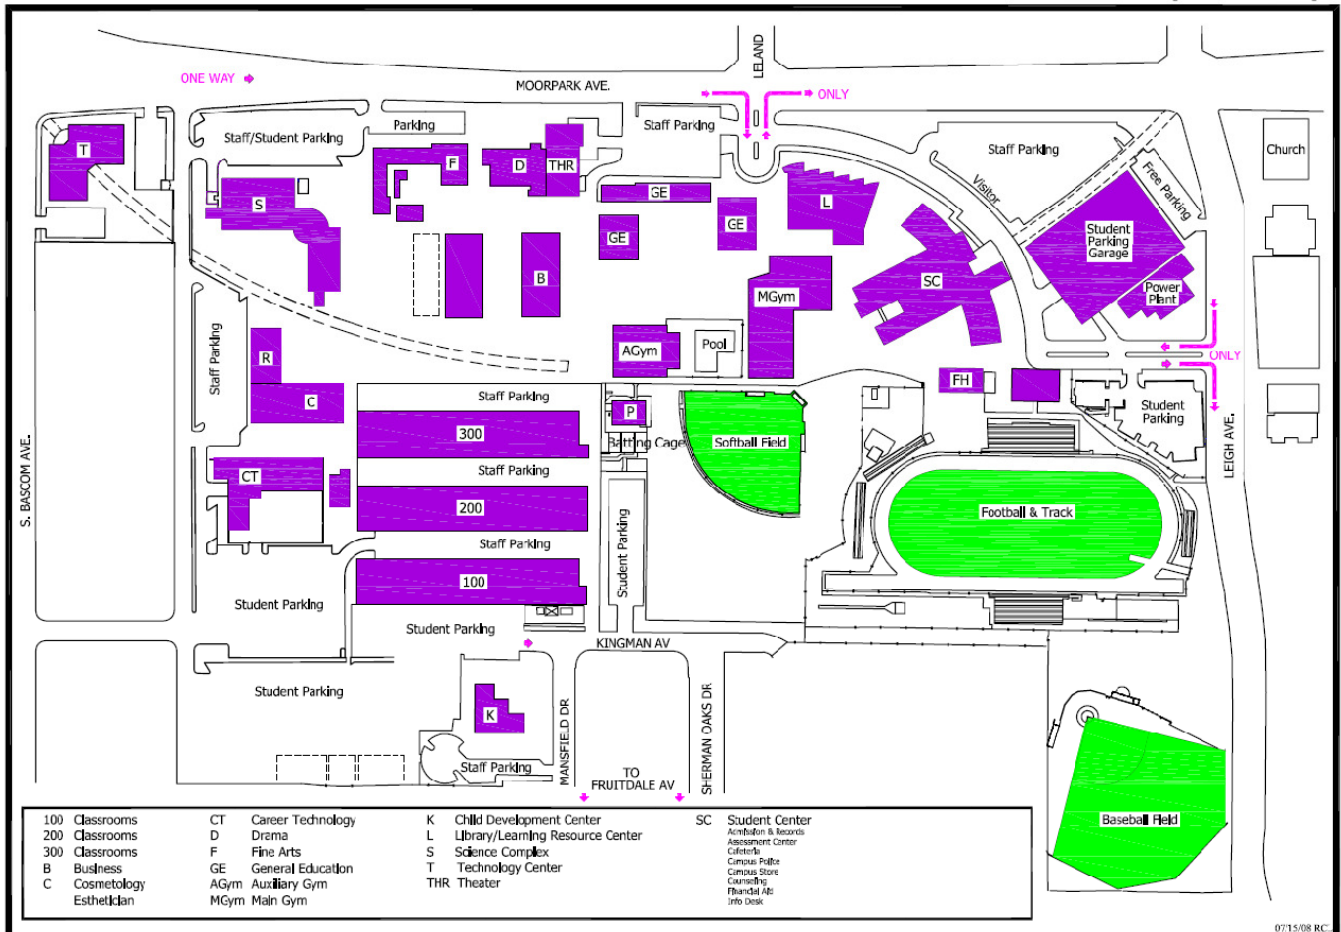 ONE WAY
MOORPARK AVE.
LELAND
ONLY
Staff/Student Parking
Parking
Staff Parking
Staff Parking
Church
T
F
D
THR
GE
L
Visitor
Free Parking
S
GE
GE
Student
Parking
Garage
B
MGym
SC
Power
Plant
Staff Parking
R
AGym
Pool
ONLY
C
Staff Parking
FH
P
Student
Parking
300
Batting Cage
Softball Field
S. BASCOM AVE.
LEIGH AVE.
CT
Staff Parking
200
Football & Track
Staff Parking
Student Parking
100
Student Parking
Student Parking
KINGMAN AV
Student Parking
K
MANSFIELD DR
SHERMAN OAKS DR
Staff Parking
TO
FRUITDALE AV
Baseball Field
100 Classrooms
200 Classrooms
300 Classrooms
B Business
C Cosmetology
Esthetician
CT Career Technology
D Drama
F Fine Arts
GE General Education
AGym Auxiliary Gym
MGym Main Gym
K Child Development Center
L Library/Learning Resource Center
S Science Complex
T Technology Center
THR Theater
SC Student Center
Admission & Records
Assessment Center
Cafeteria
Campus Police
Campus Store
Counseling
Financial Aid
Info Desk
07/15/08 RC